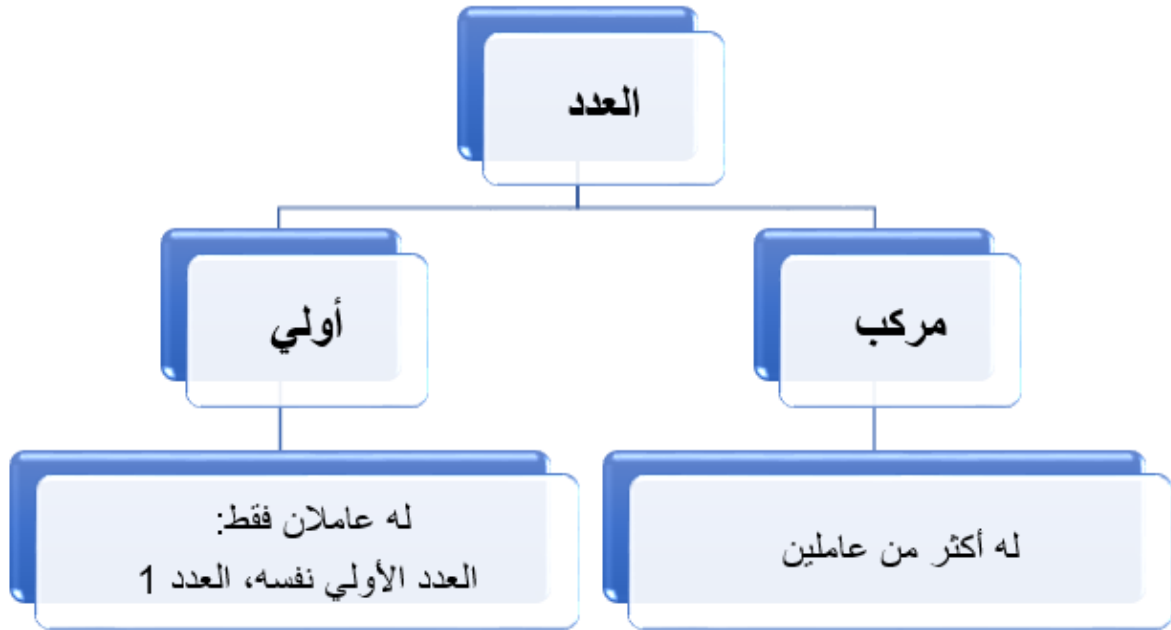 العدد
مركب
أولي
له أكثر من عاملين
له عاملان فقط:
العدد الأولي نفسه، العدد 1